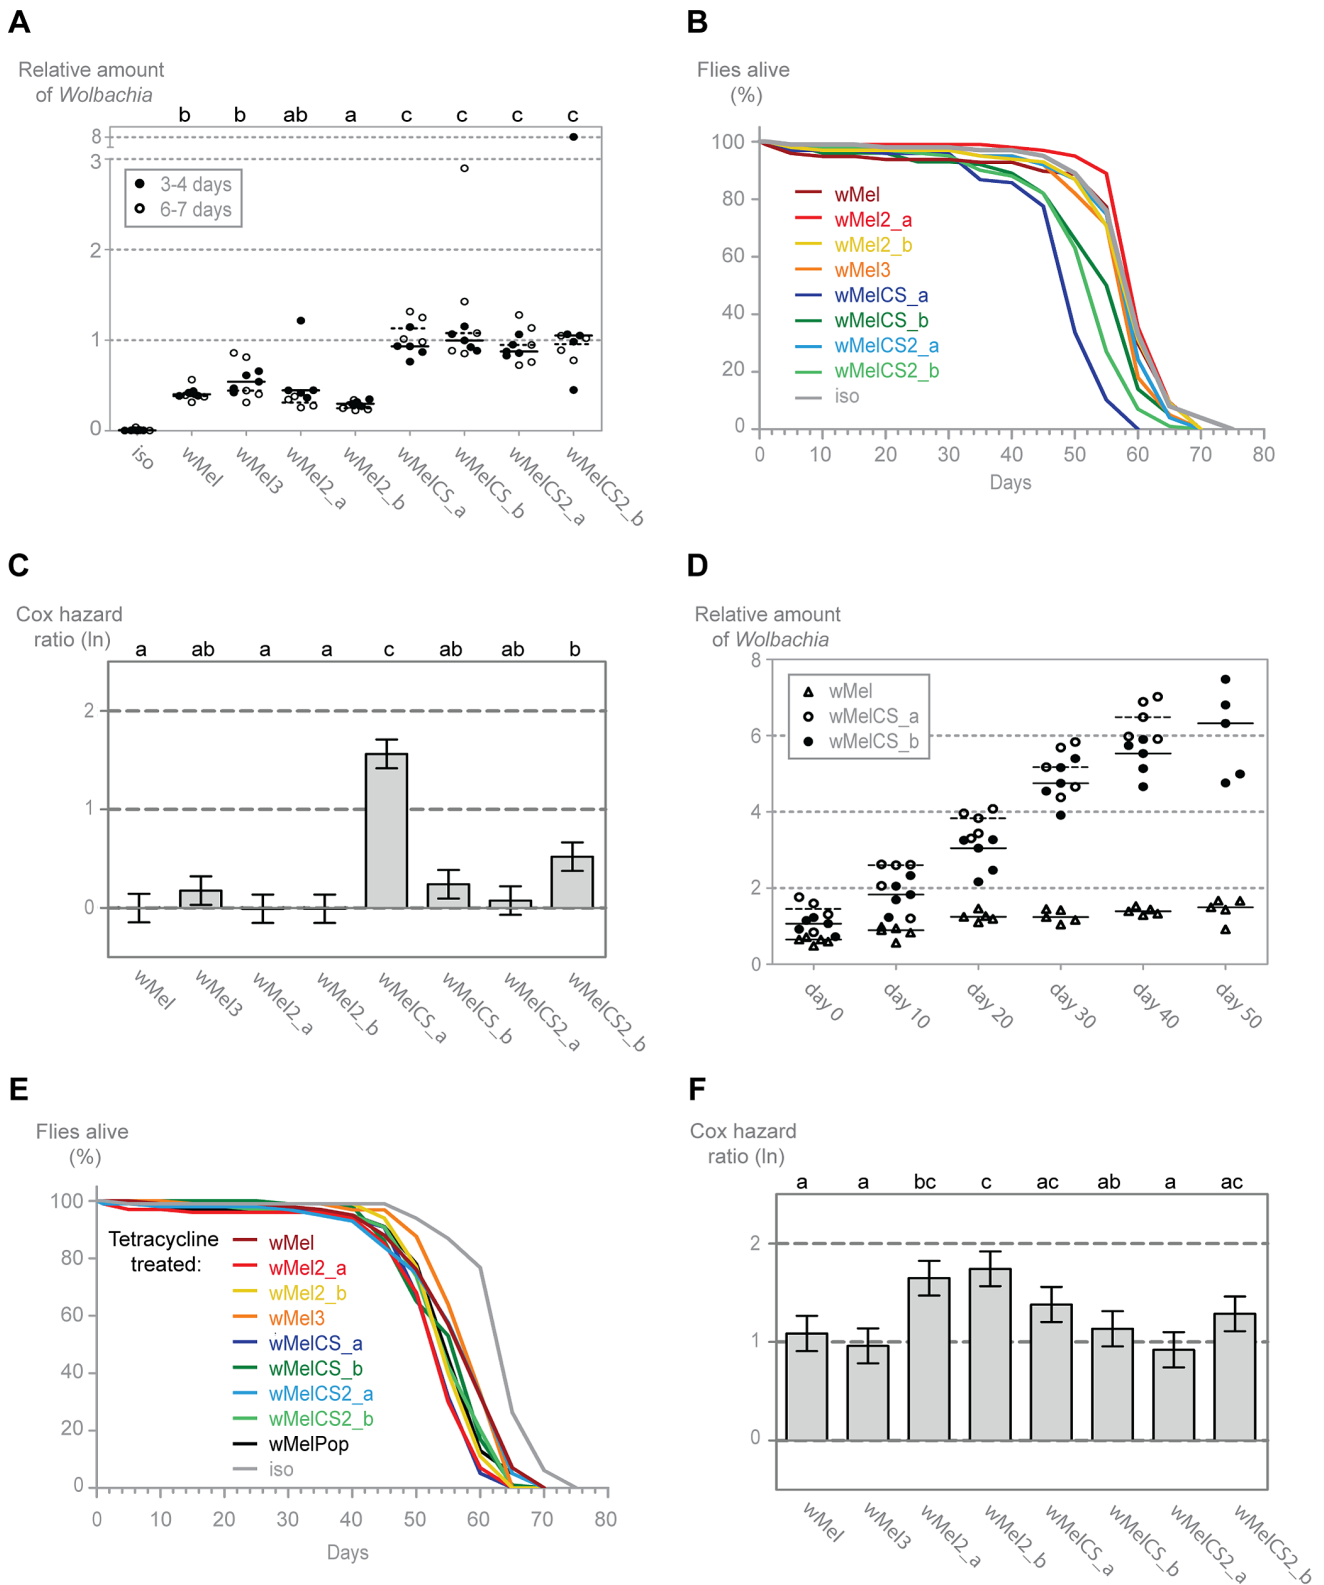 A
Relative amount
of Wolbachia
b b ab a c c c c
8
3
2
1
0
3-4 days
6-7 days
iso
wMel
wMel3
wMel2_a
wMel2_b
wMelCS_a
wMelCS_b
wMelCS2_a
wMelCS2_b
B
Flies alive
(%)
100
80
60
40
20
0
wMel
wMel2_a
wMel2_b
wMel3
wMelCS_a
wMelCS_b
wMelCS2_a
wMelCS2_b
iso
0 10 20 30 40 50 60 70 80
Days
C
Cox hazard
ratio (ln)
a ab a a c ab ab b
2
1
0
wMel
wMel3
wMel2_a
wMel2_b
wMelCS_a
wMelCS_b
wMelCS2_a
wMelCS2_b
D
Relative amount
of Wolbachia
8
6
4
2
0
wMel
wMelCS_a
wMelCS_b
day 0
day 10
day 20
day 30
day 40
day 50
E
Flies alive
(%)
100
80
60
40
20
0
Tetracycline
treated:
wMel
wMel2_a
wMel2_b
wMel3
wMelCS_a
wMelCS_b
wMelCS2_a
wMelCS2_b
wMelPop
iso
0 10 20 30 40 50 60 70 80
Days
F
Cox hazard
ratio (ln)
a a bc c ac ab a ac
2
1
0
wMel
wMel3
wMel2_a
wMel2_b
wMelCS_a
wMelCS_b
wMelCS2_a
wMelCS2_b